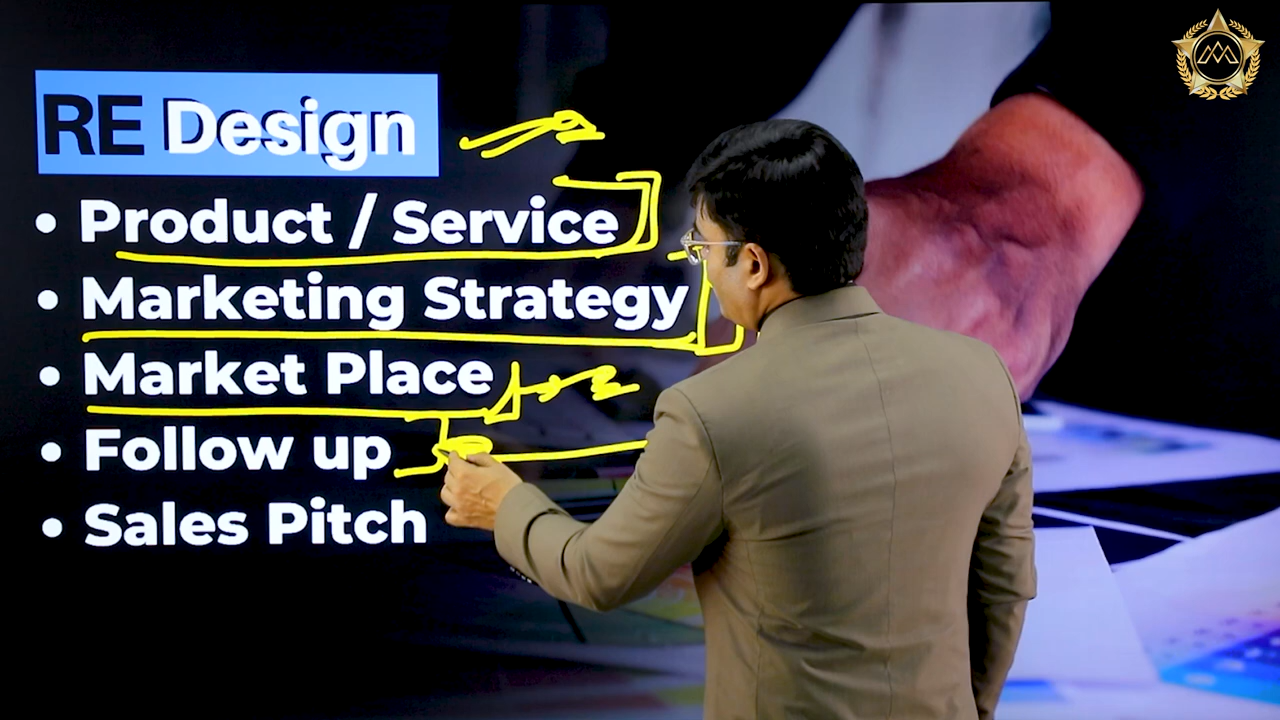 RE Design
• Product / Service
• Marketing Strategy
• Market Place
• Follow up
• Sales Pitch